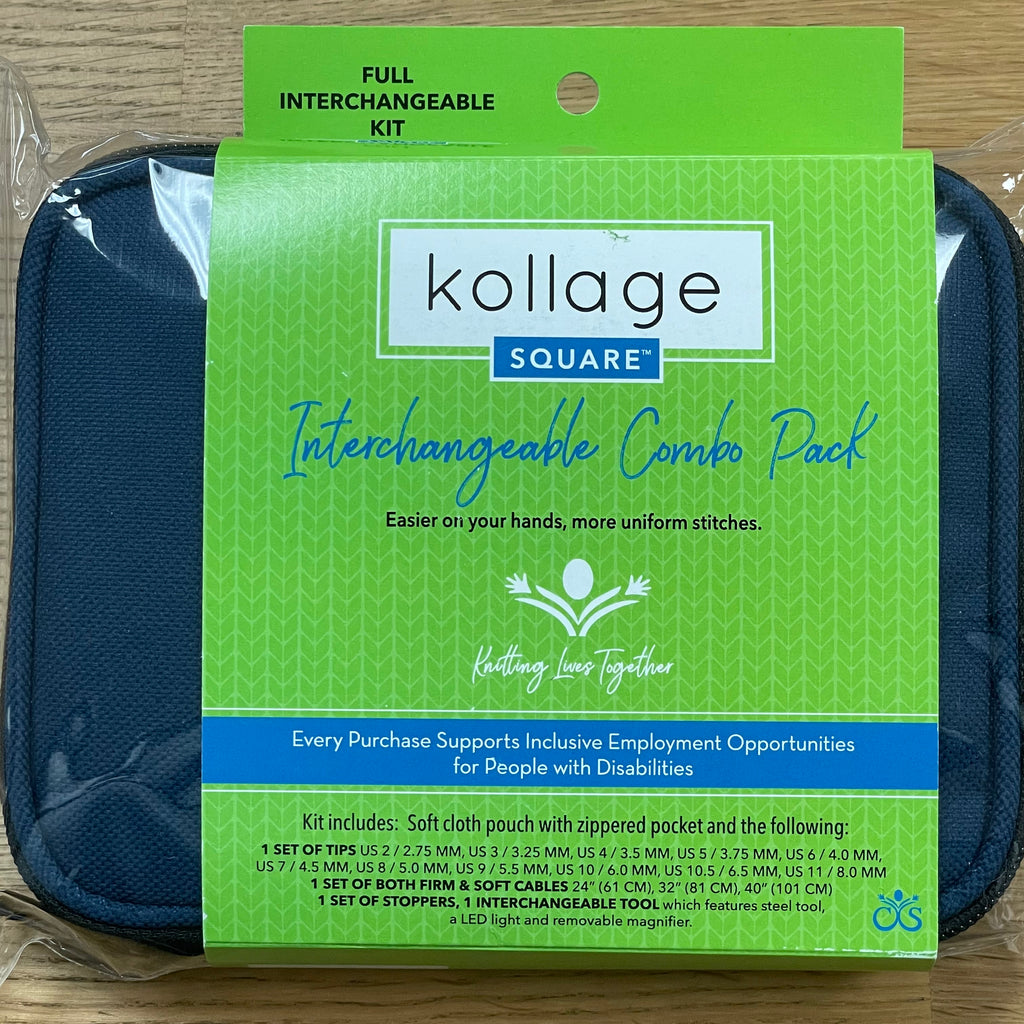 FULL
INTERCHANGEABLE
KIT
kollage
SQUARE™
Interchangeable Combo Pack
Easier on your hands, more uniform stitches.
Knitting Lives Together
Every Purchase Supports Inclusive Employment Opportunities
for People with Disabilities
Kit includes: Soft cloth pouch with zippered pocket and the following:
1 SET OF TIPS US 2 / 2.75 MM, US 3 / 3.25 MM, US 4 / 3.5 MM, US 5 / 3.75 MM, US 6 / 4.0 MM,
US 7 / 4.5 MM, US 8 / 5.0 MM, US 9 / 5.5 MM, US 10 / 6.0 MM, US 10.5 / 6.5 MM, US 11 / 8.0 MM
1 SET OF BOTH FIRM & SOFT CABLES 24" (61 CM), 32" (81 CM), 40" (101 CM)
1 SET OF STOPPERS, 1 INTERCHANGEABLE TOOL which features steel tool,
a LED light and removable magnifier.